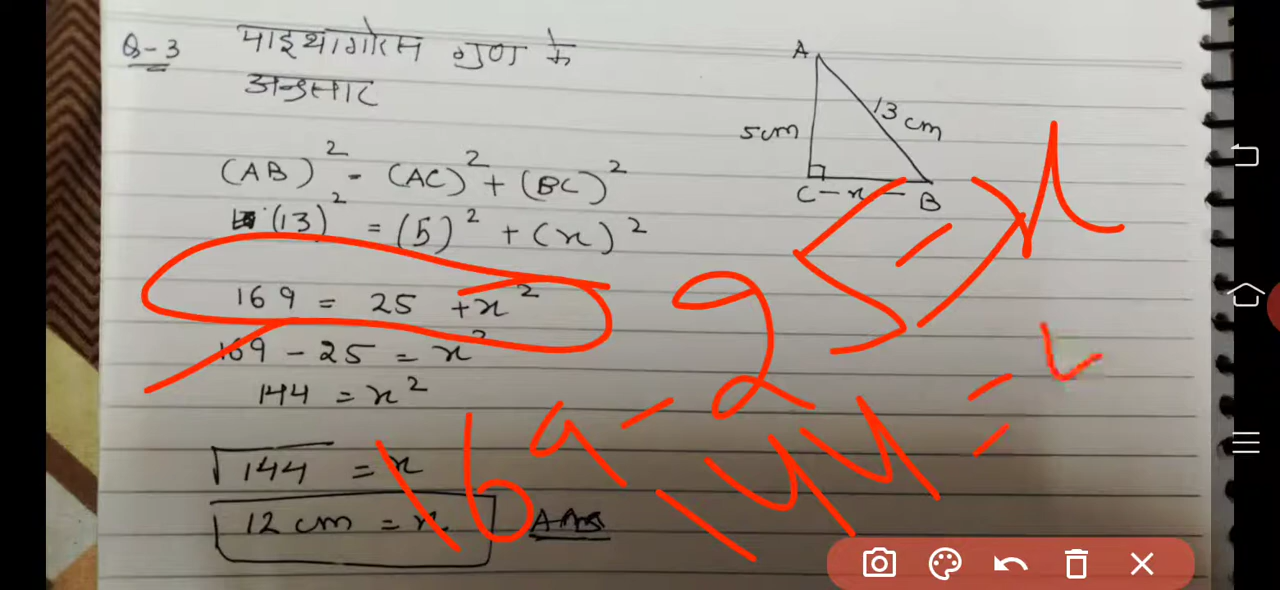 Q-3 पाइथागोरस गुण के
अनुसार
A
13 cm
5cm
C - x - B
(AB)² = (AC)² + (BC)²
(13)² = (5)² + (x)²
169 = 25 + x²
169 - 25 = x²
144 = x²
√144 = x
12 cm = x Ans
169 - 25 = x
144 =